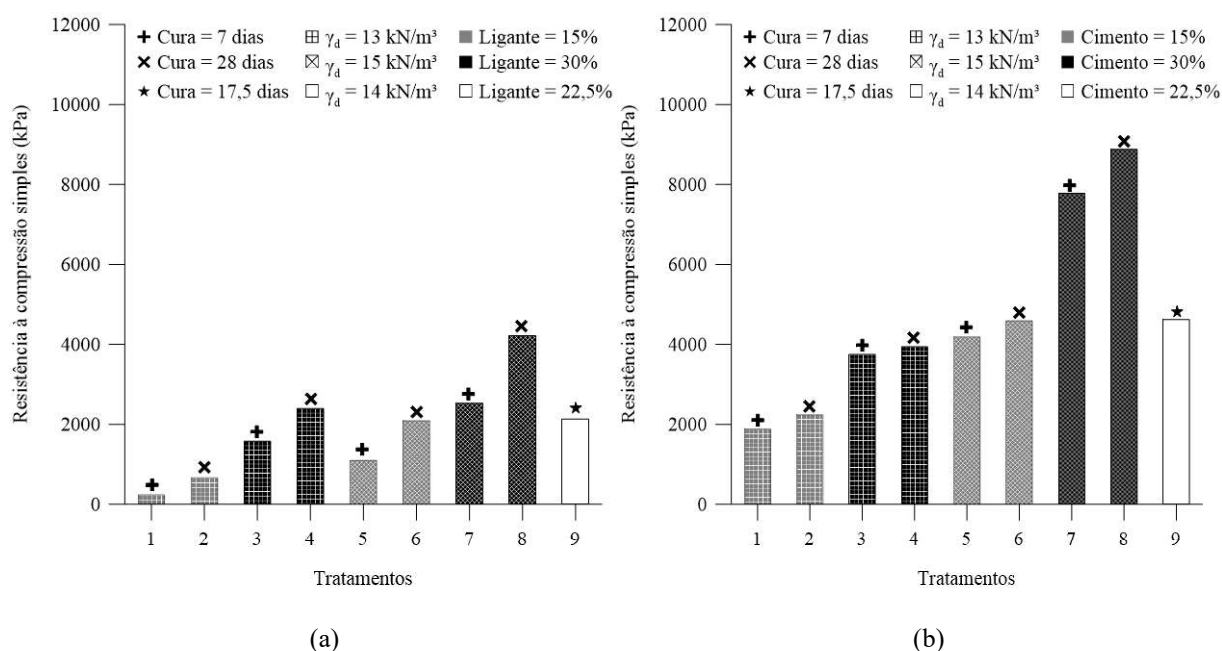 12000
10000
8000
6000
4000
2000
0
Resistência à compressão simples (kPa)
Cura = 7 dias
γd = 13 kN/m³
Ligante = 15%
Cura = 28 dias
γd = 15 kN/m³
Ligante = 30%
Cura = 17,5 dias
γd = 14 kN/m³
Ligante = 22,5%
1 2 3 4 5 6 7 8 9
Tratamentos
(a)
12000
10000
8000
6000
4000
2000
0
Resistência à compressão simples (kPa)
Cura = 7 dias
γd = 13 kN/m³
Cimento = 15%
Cura = 28 dias
γd = 15 kN/m³
Cimento = 30%
Cura = 17,5 dias
γd = 14 kN/m³
Cimento = 22,5%
1 2 3 4 5 6 7 8 9
Tratamentos
(b)